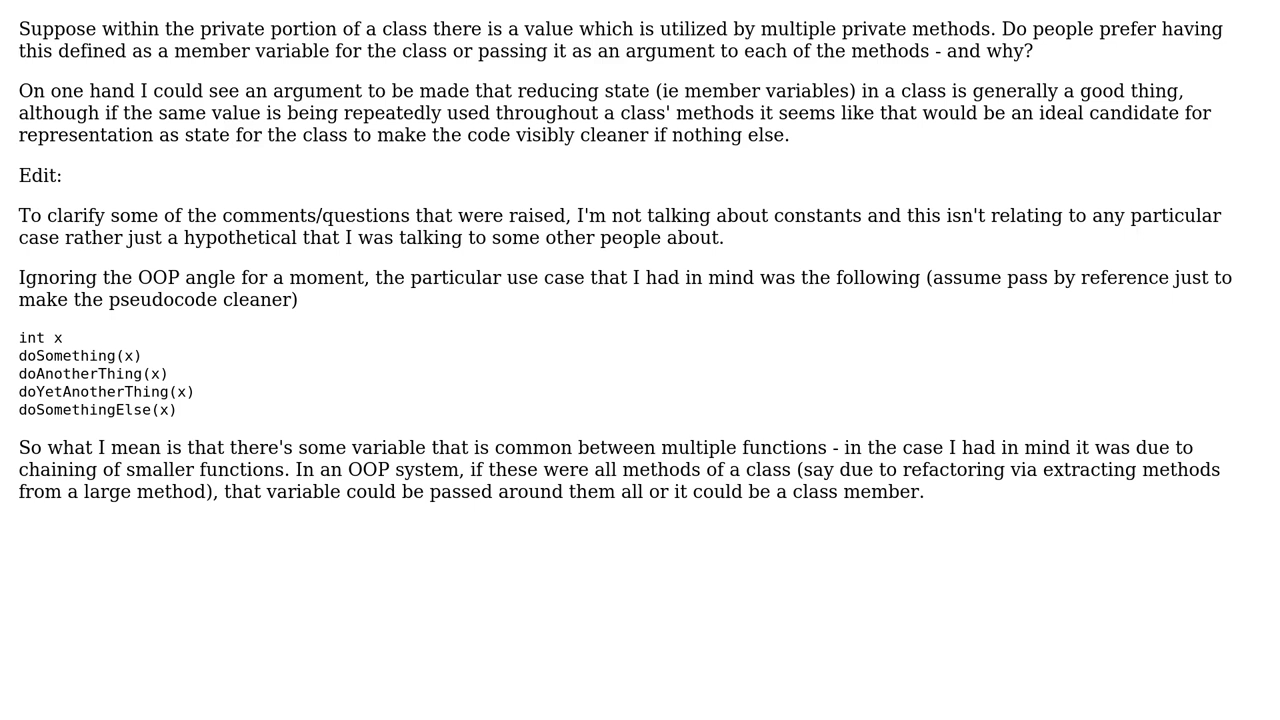 Suppose within the private portion of a class there is a value which is utilized by multiple private methods. Do people prefer having
this defined as a member variable for the class or passing it as an argument to each of the methods - and why?
On one hand I could see an argument to be made that reducing state (ie member variables) in a class is generally a good thing,
although if the same value is being repeatedly used throughout a class' methods it seems like that would be an ideal candidate for
representation as state for the class to make the code visibly cleaner if nothing else.
Edit:
To clarify some of the comments/questions that were raised, I'm not talking about constants and this isn't relating to any particular
case rather just a hypothetical that I was talking to some other people about.
Ignoring the OOP angle for a moment, the particular use case that I had in mind was the following (assume pass by reference just to
make the pseudocode cleaner)
int x
doSomething(x)
doAnotherThing(x)
doYetAnotherThing(x)
doSomethingElse(x)
So what I mean is that there's some variable that is common between multiple functions - in the case I had in mind it was due to
chaining of smaller functions. In an OOP system, if these were all methods of a class (say due to refactoring via extracting methods
from a large method), that variable could be passed around them all or it could be a class member.